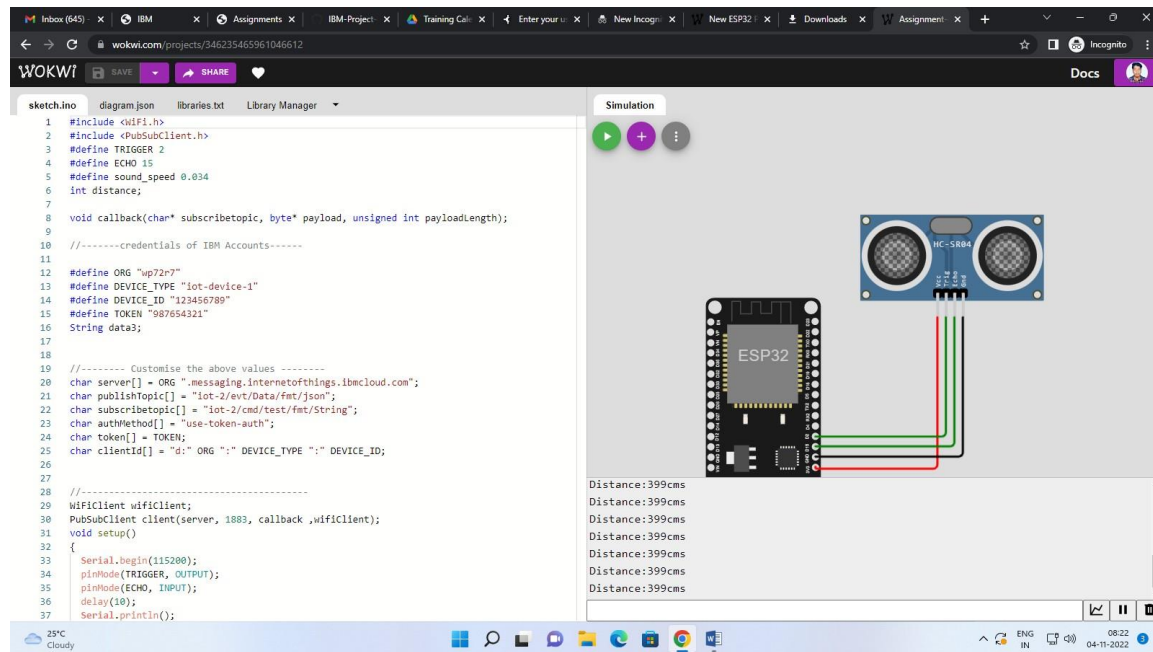 Inbox (645) -
IBM
Assignments
IBM-Project-
Training Calc
Enter your u
New Incogn
New ESP32 F
Downloads
Assignment-
wokwi.com/projects/346235465961046612
Incognito
WOKWI
SAVE
SHARE
Docs
sketch.ino
diagram.json
libraries.txt
Library Manager
Simulation
1 #include <WiFi.h>
2 #include <PubSubClient.h>
3 #define TRIGGER 2
4 #define ECHO 15
5 #define sound_speed 0.034
6 int distance;
7
8 void callback(char* subscribetopic, byte* payload, unsigned int payloadLength);
9
10 //-------credentials of IBM Accounts------
11
12 #define ORG "wp72r7"
13 #define DEVICE_TYPE "iot-device-1"
14 #define DEVICE_ID "123456789"
15 #define TOKEN "987654321"
16 String data3;
17
18
19 //-------- Customise the above values --------
20 char server[] = ORG ".messaging.internetofthings.ibmcloud.com";
21 char publishTopic[] = "iot-2/evt/Data/fmt/json";
22 char subscribetopic[] = "iot-2/cmd/test/fmt/String";
23 char authMethod[] = "use-token-auth";
24 char token[] = TOKEN;
25 char clientId[] = "d:" ORG ":" DEVICE_TYPE ":" DEVICE_ID;
26
27
28 //-----------------------------------------
29 WiFiClient wifiClient;
30 PubSubClient client(server, 1883, callback ,wifiClient);
31 void setup()
32 {
33 Serial.begin(115200);
34 pinMode(TRIGGER, OUTPUT);
35 pinMode(ECHO, INPUT);
36 delay(10);
37 Serial.println();
HC-SR04
Vcc
Trig
Echo
Gnd
ESP32
Distance:399cms
Distance:399cms
Distance:399cms
Distance:399cms
Distance:399cms
Distance:399cms
Distance:399cms
25°C
Cloudy
ENG
IN
08:22
04-11-2022
3